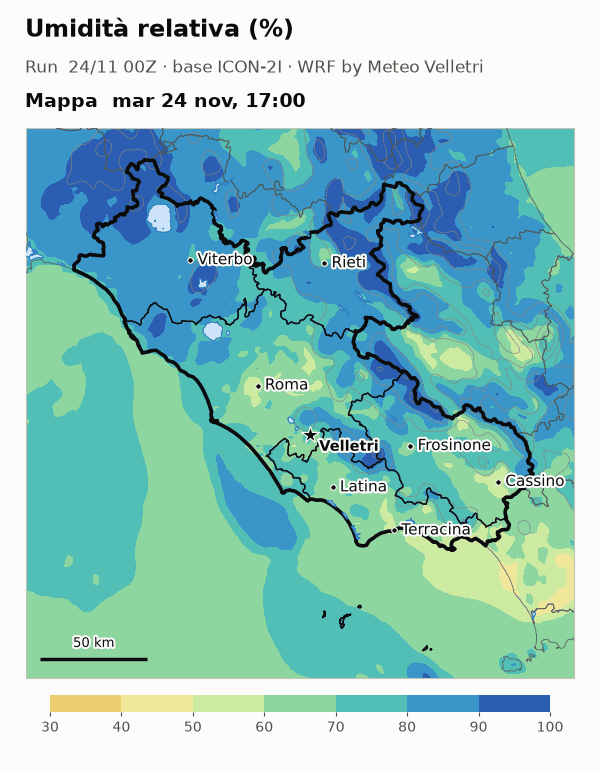 Umidità relativa (%)
Run  24/11 00Z · base ICON-2I · WRF by Meteo Velletri
Mappa  mar 24 nov, 17:00
Viterbo
Rieti
Roma
Velletri
Frosinone
Latina
Cassino
Terracina
50 km
30 40 50 60 70 80 90 100